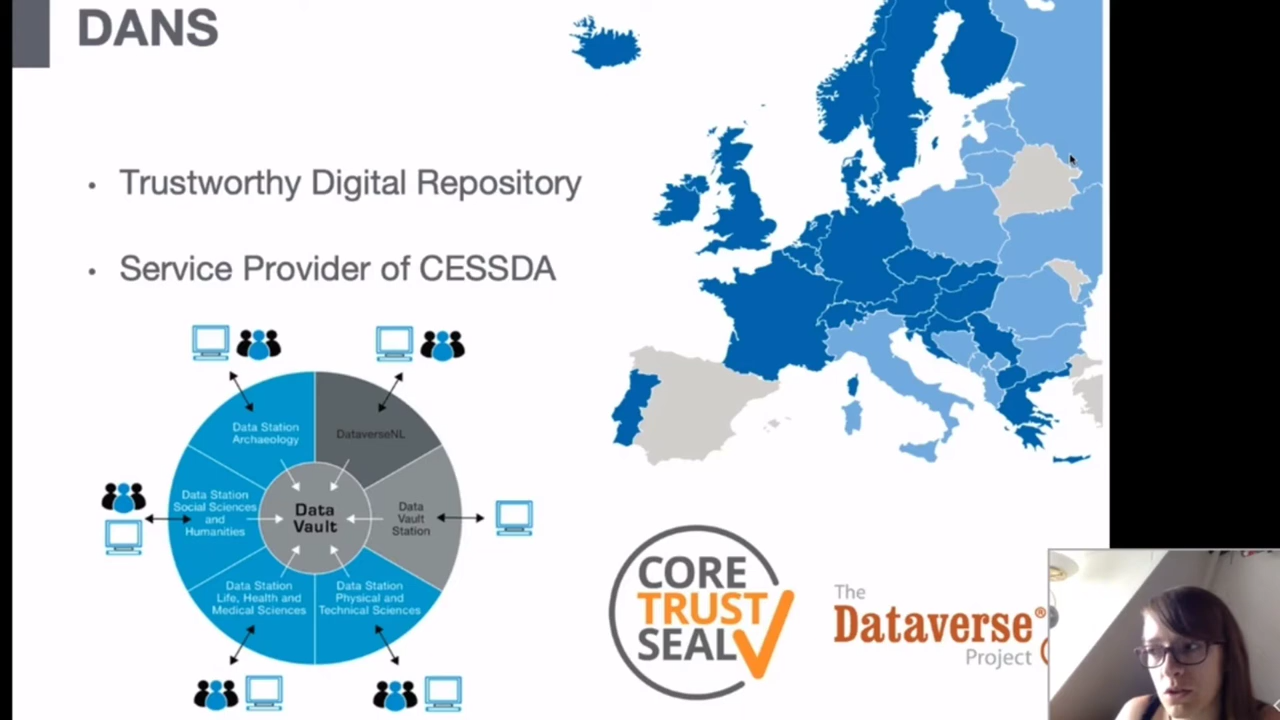 DANS
• Trustworthy Digital Repository
• Service Provider of CESSDA
Data Station
Archaeology
DataverseNL
Data Station
Social Sciences
and
Humanities
Data
Vault
Data
Vault
Station
Data Station
Life, Health and
Medical Sciences
Data Station
Physical and
Technical Sciences
CORE
TRUST
SEAL
The
Dataverse®
Project